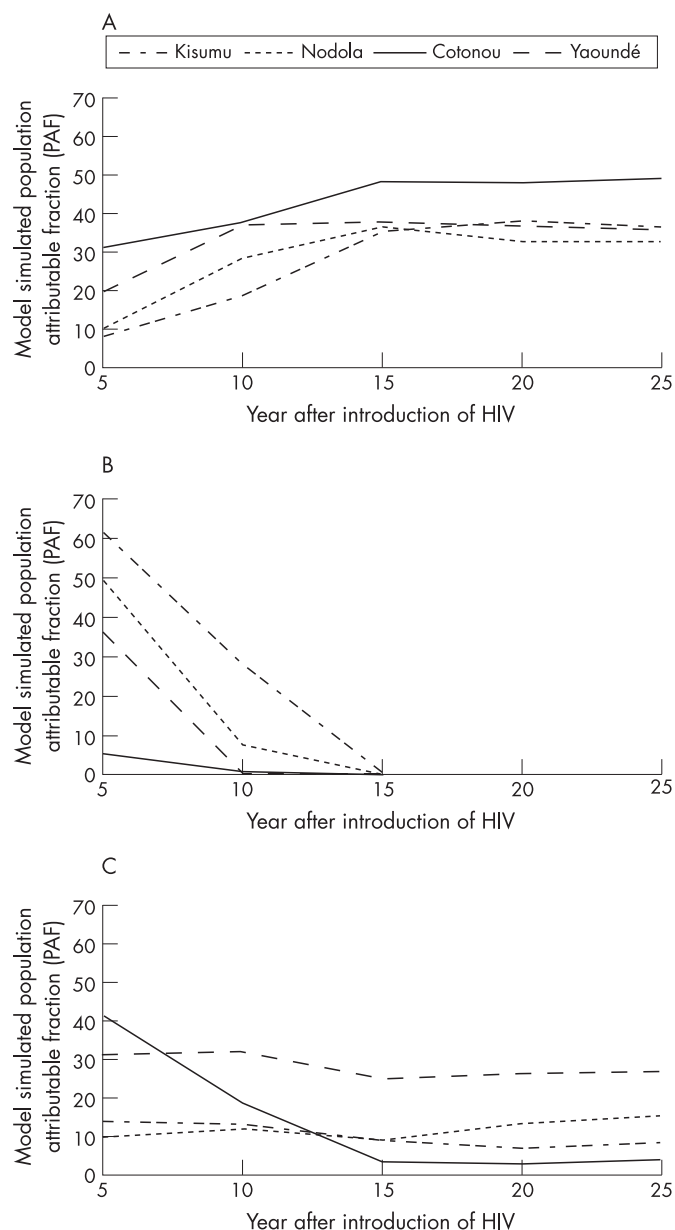 A
Kisumu Nodola Cotonou Yaoundé
Model simulated population
attributable fraction (PAF)
70
60
50
40
30
20
10
0
5 10 15 20 25
Year after introduction of HIV
B
Model simulated population
attributable fraction (PAF)
70
60
50
40
30
20
10
0
5 10 15 20 25
Year after introduction of HIV
C
Model simulated population
attributable fraction (PAF)
70
60
50
40
30
20
10
0
5 10 15 20 25
Year after introduction of HIV